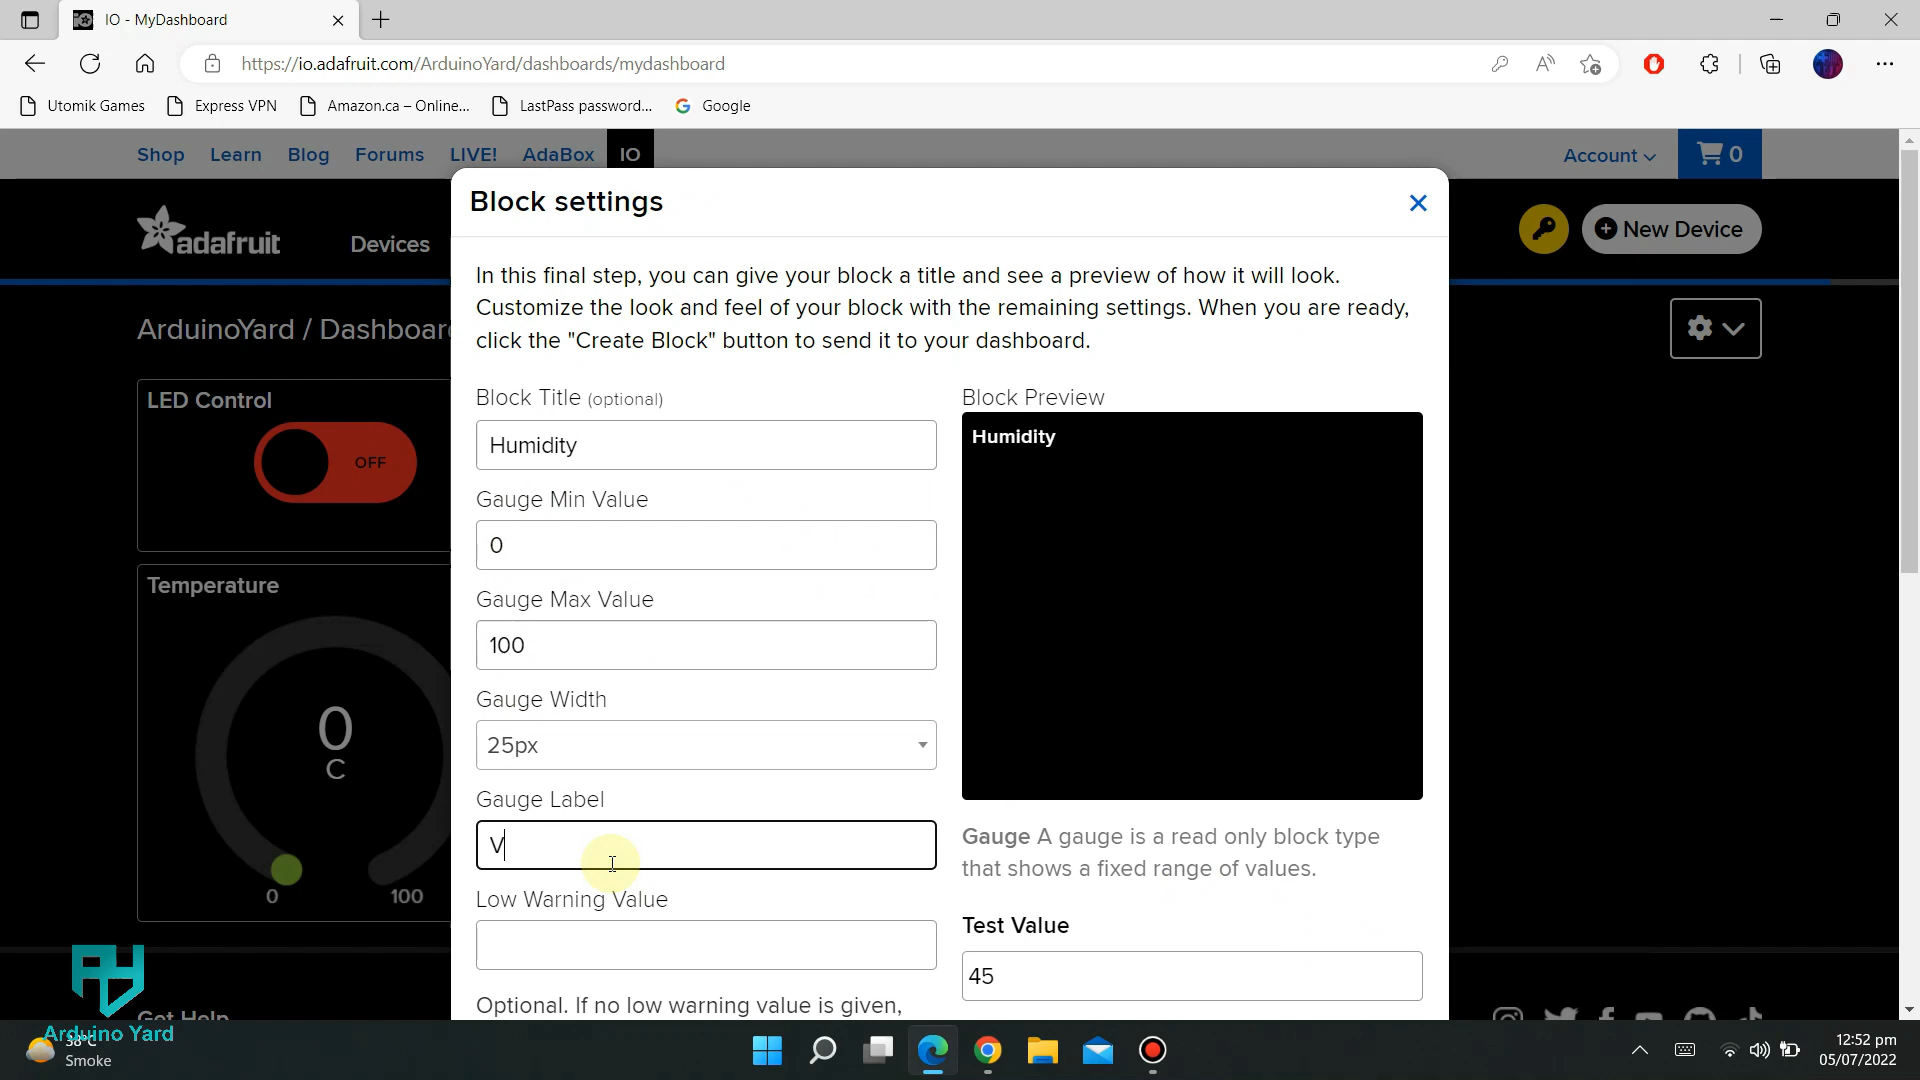 IO - MyDashboard
https://io.adafruit.com/ArduinoYard/dashboards/mydashboard
Utomik Games
Express VPN
Amazon.ca – Online...
LastPass password...
Google
Shop
Learn
Blog
Forums
LIVE!
AdaBox
IO
Account
0
Block settings
adafruit
Devices
New Device
In this final step, you can give your block a title and see a preview of how it will look.
Customize the look and feel of your block with the remaining settings. When you are ready,
click the "Create Block" button to send it to your dashboard.
ArduinoYard / Dashboar
LED Control
OFF
Temperature
0
C
0
100
Block Title (optional)
Humidity
Gauge Min Value
0
Gauge Max Value
100
Gauge Width
25px
Gauge Label
V
Low Warning Value
Optional. If no low warning value is given,
Block Preview
Humidity
Gauge A gauge is a read only block type
that shows a fixed range of values.
Test Value
45
Get Help
Arduino Yard
38°C
Smoke
12:52 pm
05/07/2022